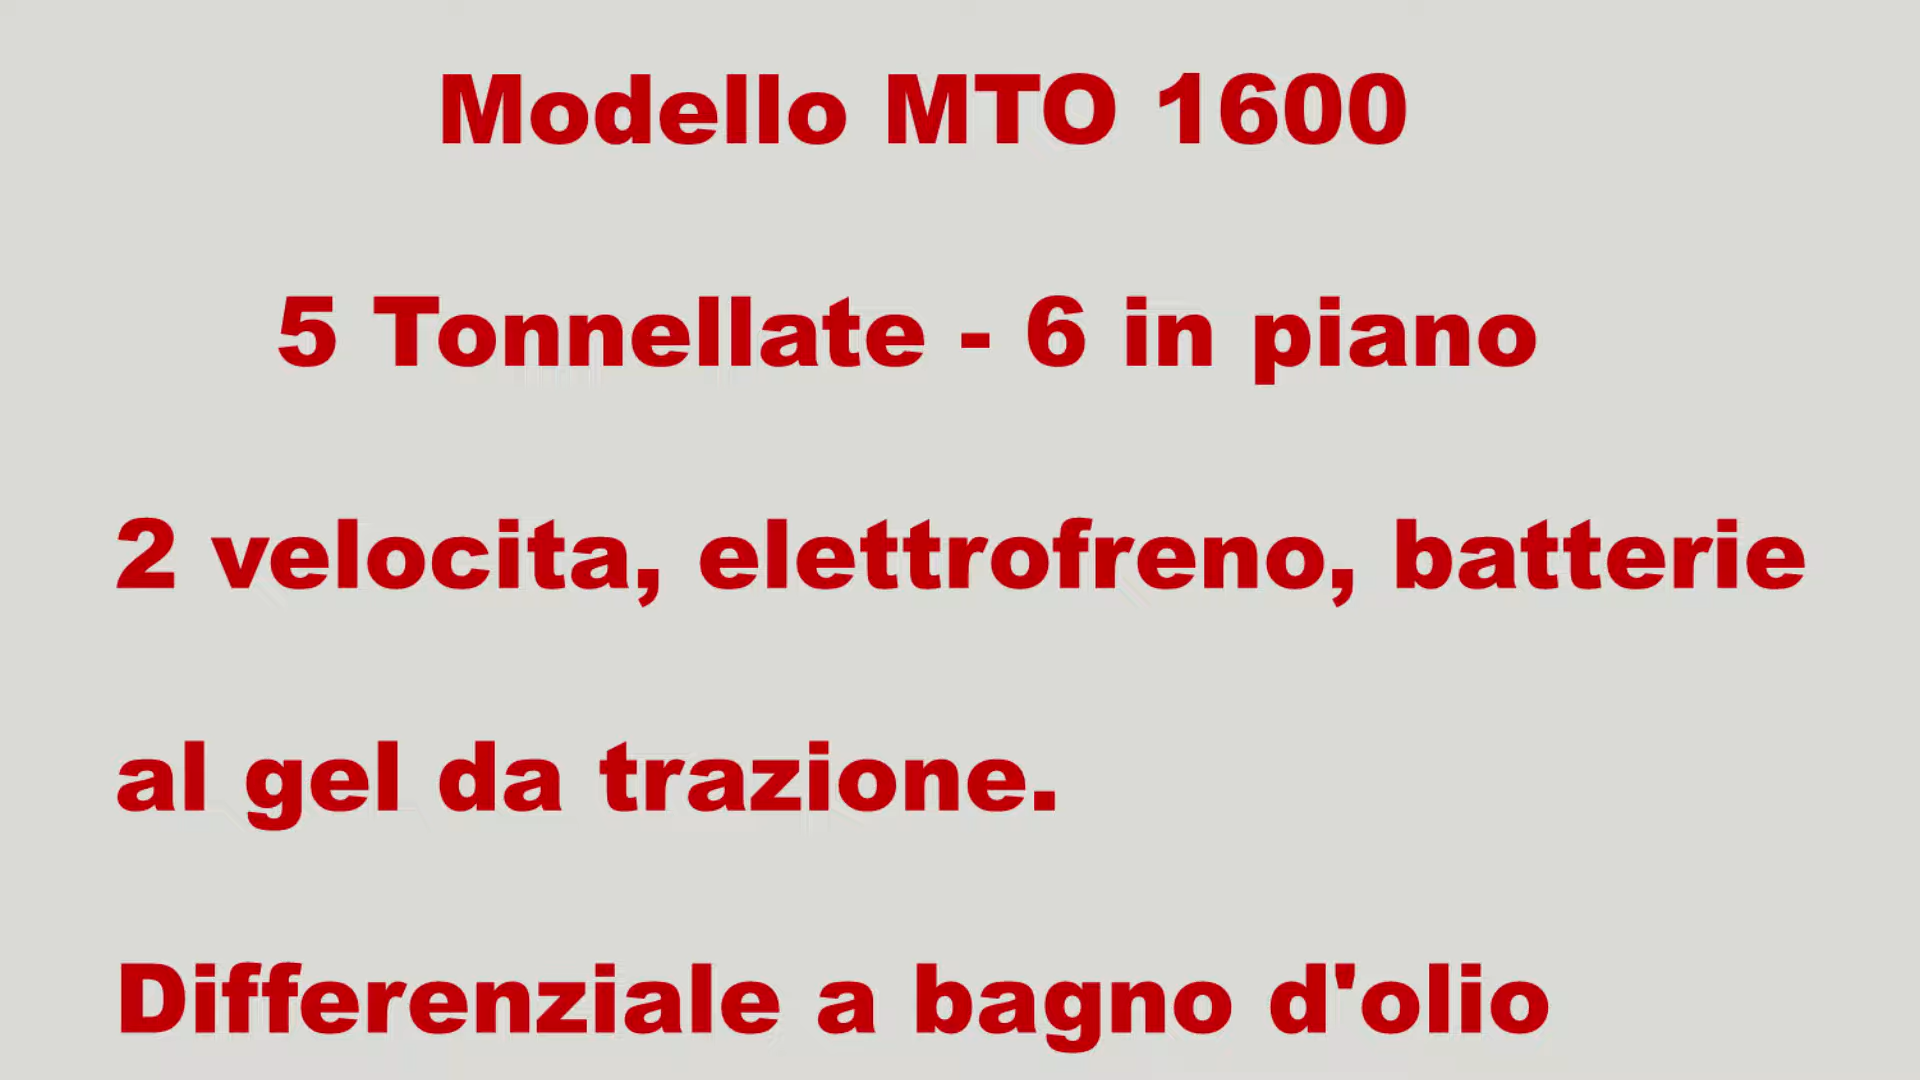 Modello MTO 1600
5 Tonnellate - 6 in piano
2 velocita, elettrofreno, batterie
al gel da trazione.
Differenziale a bagno d'olio